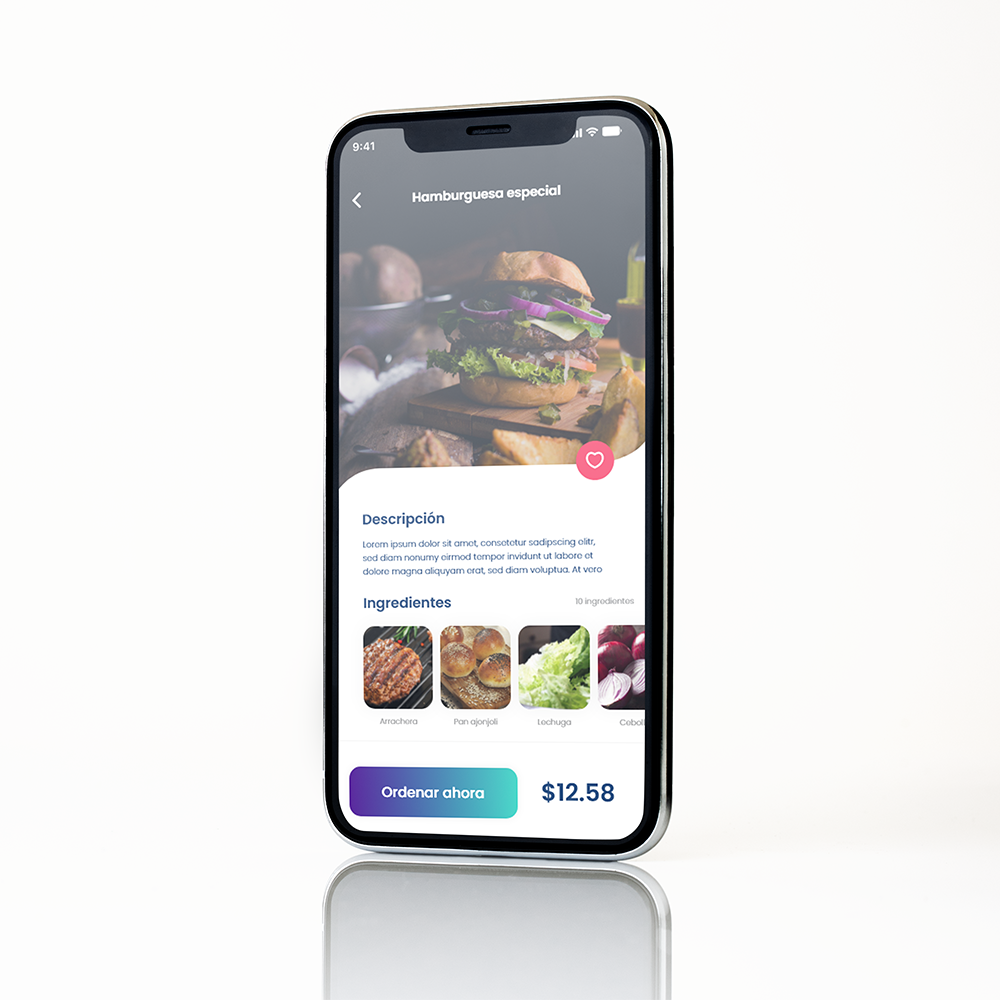 9:41
Hamburguesa especial
Descripción
Lorem ipsum dolor sit amet, consetetur sadipscing elitr,
sed diam nonumy eirmod tempor invidunt ut labore et
dolore magna aliquyam erat, sed diam voluptua. At vero
Ingredientes
10 ingredientes
Arrachera
Pan ajonjoli
Lechuga
Ceboll
Ordenar ahora
$12.58